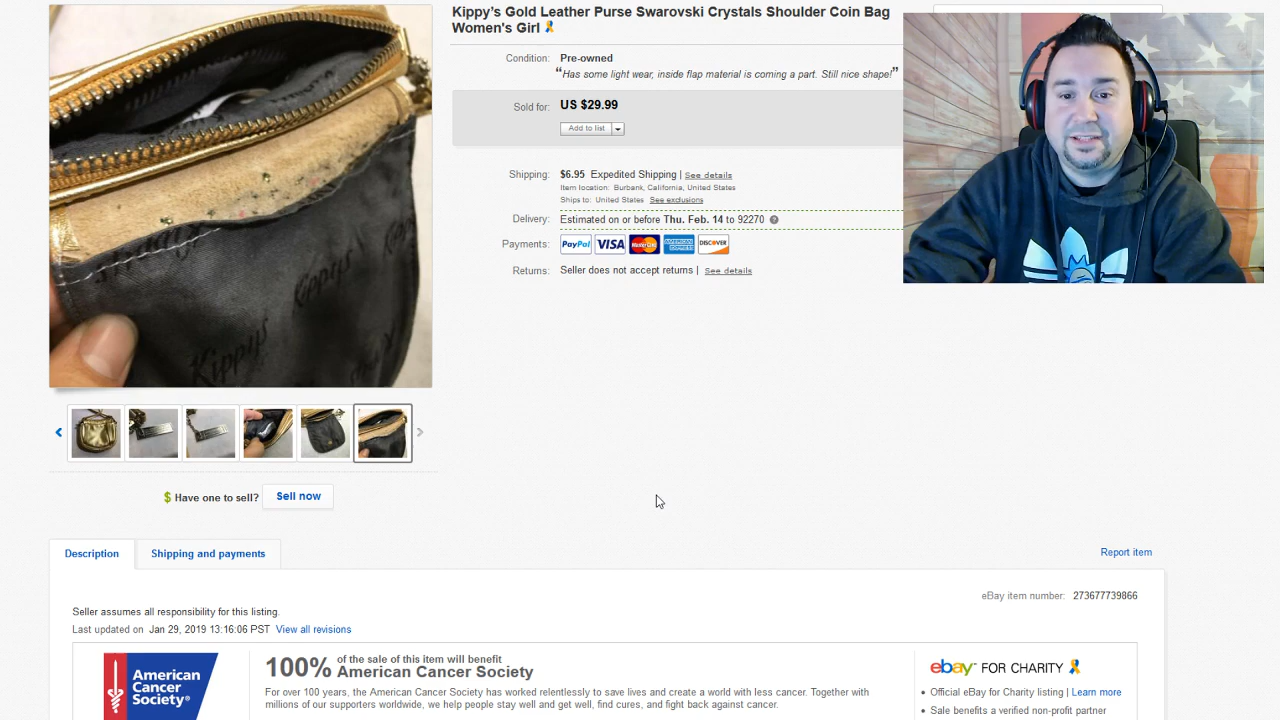 Kippy's Gold Leather Purse Swarovski Crystals Shoulder Coin Bag
Women's Girl
Condition: Pre-owned
“Has some light wear, inside flap material is coming a part. Still nice shape!”
Sold for: US $29.99
Add to list
Shipping: $6.95 Expedited Shipping | See details
Item location: Burbank, California, United States
Ships to: United States See exclusions
Delivery: Estimated on or before Thu. Feb. 14 to 92270
Payments: PayPal VISA MasterCard AMERICAN EXPRESS DISCOVER
Returns: Seller does not accept returns | See details
Kippys
Kippys
$ Have one to sell? Sell now
Description Shipping and payments
Report item
eBay item number: 273677739866
Seller assumes all responsibility for this listing.
Last updated on Jan 29, 2019 13:16:06 PST View all revisions
American
Cancer
Society®
100% of the sale of this item will benefit
American Cancer Society
For over 100 years, the American Cancer Society has worked relentlessly to save lives and create a world with less cancer. Together with
millions of our supporters worldwide, we help people stay well and get well, find cures, and fight back against cancer.
ebay™ FOR CHARITY
• Official eBay for Charity listing | Learn more
• Sale benefits a verified non-profit partner